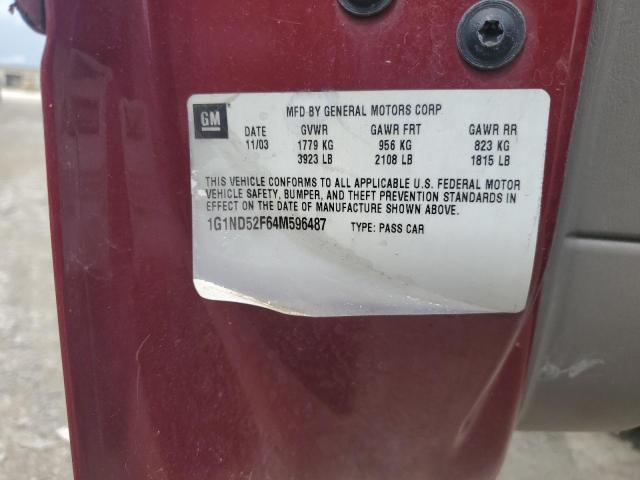 GM
MFD BY GENERAL MOTORS CORP
DATE GVWR GAWR FRT GAWR RR
11/03 1779 KG 956 KG 823 KG
3923 LB 2108 LB 1815 LB
THIS VEHICLE CONFORMS TO ALL APPLICABLE U.S. FEDERAL MOTOR
VEHICLE SAFETY, BUMPER, AND THEFT PREVENTION STANDARDS IN
EFFECT ON THE DATE OF MANUFACTURE SHOWN ABOVE.
1G1ND52F64M596487 TYPE: PASS CAR